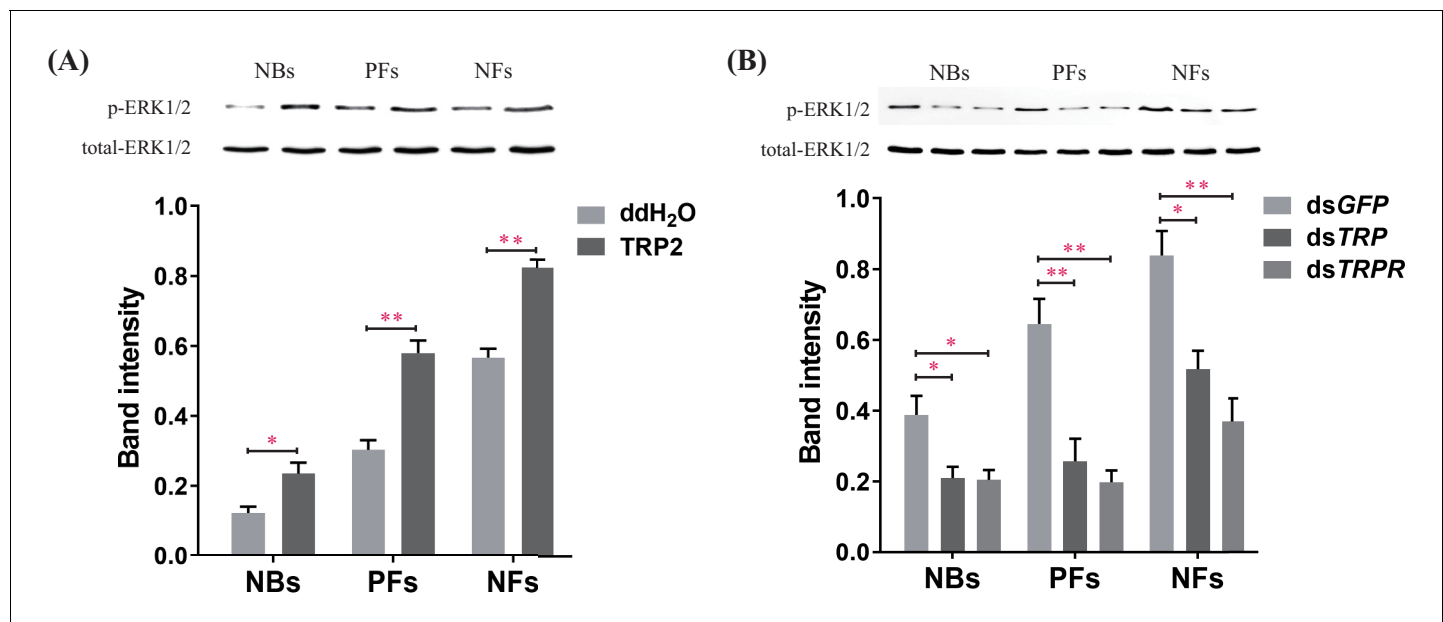 (A)
NBs PFs NFs
p-ERK1/2
total-ERK1/2
1.0
0.8
0.6
0.4
0.2
0.0
Band intensity
* ** **
ddH₂O
TRP2
NBs PFs NFs
(B)
NBs PFs NFs
p-ERK1/2
total-ERK1/2
1.0
0.8
0.6
0.4
0.2
0.0
Band intensity
*
*
**
**
**
*
dsGFP
dsTRP
dsTRPR
NBs PFs NFs